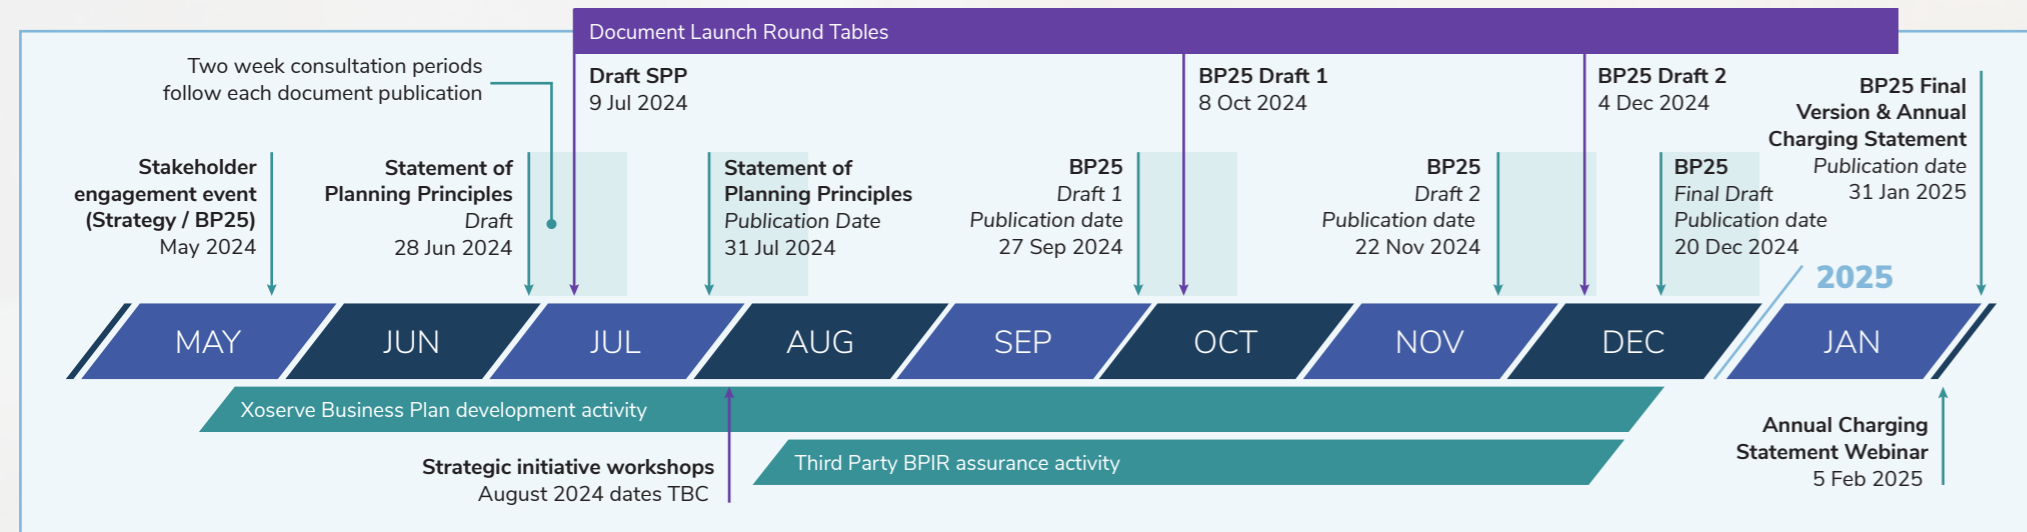 Document Launch Round Tables
Two week consultation periods
follow each document publication
Draft SPP
9 Jul 2024
BP25 Draft 1
8 Oct 2024
BP25 Draft 2
4 Dec 2024
BP25 Final
Version & Annual
Charging Statement
Publication date
31 Jan 2025
Stakeholder
engagement event
(Strategy / BP25)
May 2024
Statement of
Planning Principles
Draft
28 Jun 2024
Statement of
Planning Principles
Publication Date
31 Jul 2024
BP25
Draft 1
Publication date
27 Sep 2024
BP25
Draft 2
Publication date
22 Nov 2024
BP25
Final Draft
Publication date
20 Dec 2024
2025
MAY
JUN
JUL
AUG
SEP
OCT
NOV
DEC
JAN
Xoserve Business Plan development activity
Third Party BPIR assurance activity
Strategic initiative workshops
August 2024 dates TBC
Annual Charging
Statement Webinar
5 Feb 2025